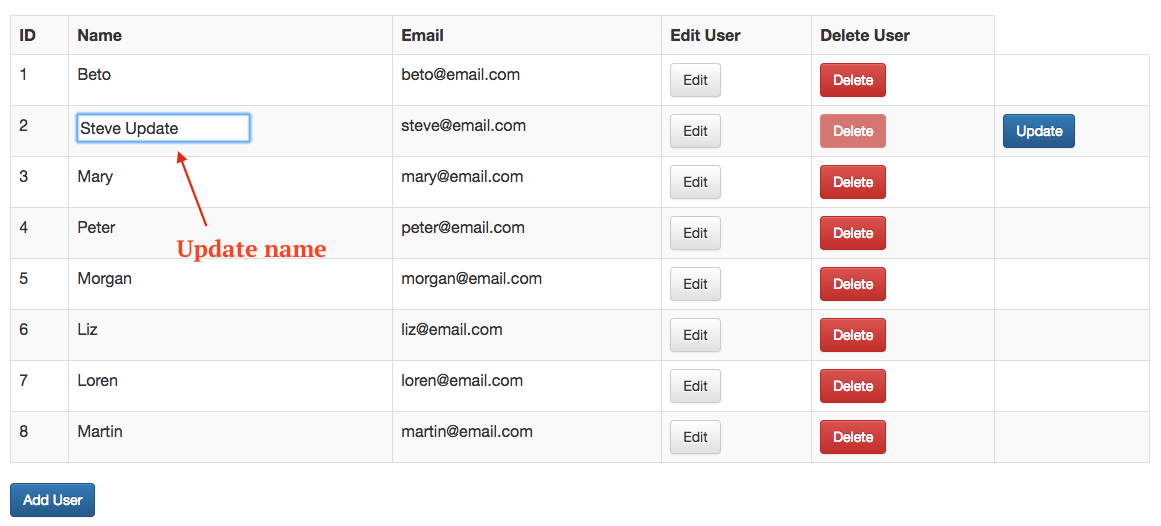 ID Name Email Edit User Delete User
1 Beto beto@email.com Edit Delete
2 Steve Update steve@email.com Edit Delete Update
3 Mary mary@email.com Edit Delete
4 Peter peter@email.com Edit Delete
Update name
5 Morgan morgan@email.com Edit Delete
6 Liz liz@email.com Edit Delete
7 Loren loren@email.com Edit Delete
8 Martin martin@email.com Edit Delete
Add User